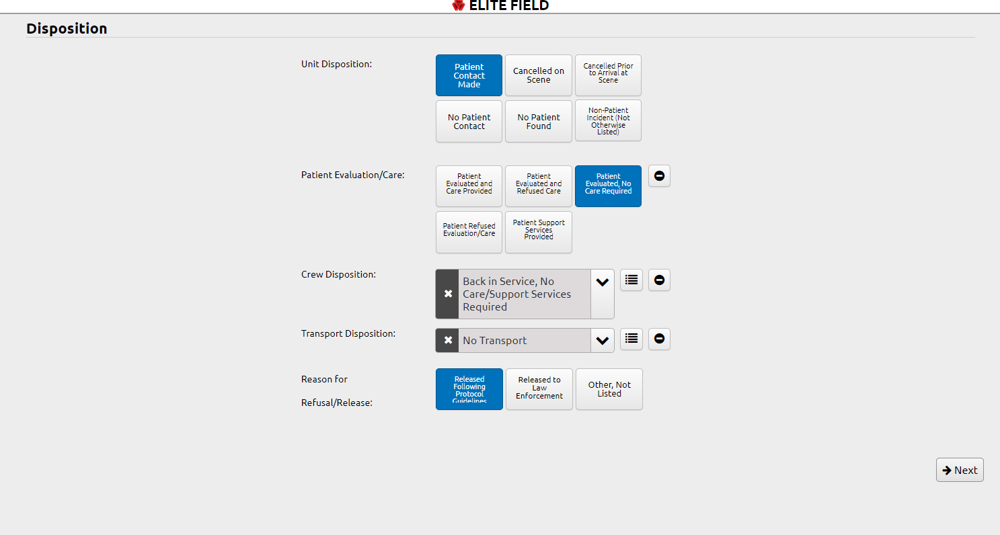 ELITE FIELD
Disposition
Unit Disposition:
Patient
Contact
Made
Cancelled on
Scene
Cancelled Prior
to Arrival at
Scene
No Patient
Contact
No Patient
Found
Non-Patient
Incident (Not
Otherwise
Listed)
Patient Evaluation/Care:
Patient
Evaluated and
Care Provided
Patient
Evaluated and
Refused Care
Patient
Evaluated, No
Care Required
Patient Refused
Evaluation/Care
Patient Support
Services
Provided
Crew Disposition:
Back in Service, No
Care/Support Services
Required
Transport Disposition:
No Transport
Reason for
Refusal/Release:
Released
Following
Protocol
Guidelines
Released to
Law
Enforcement
Other, Not
Listed
Next